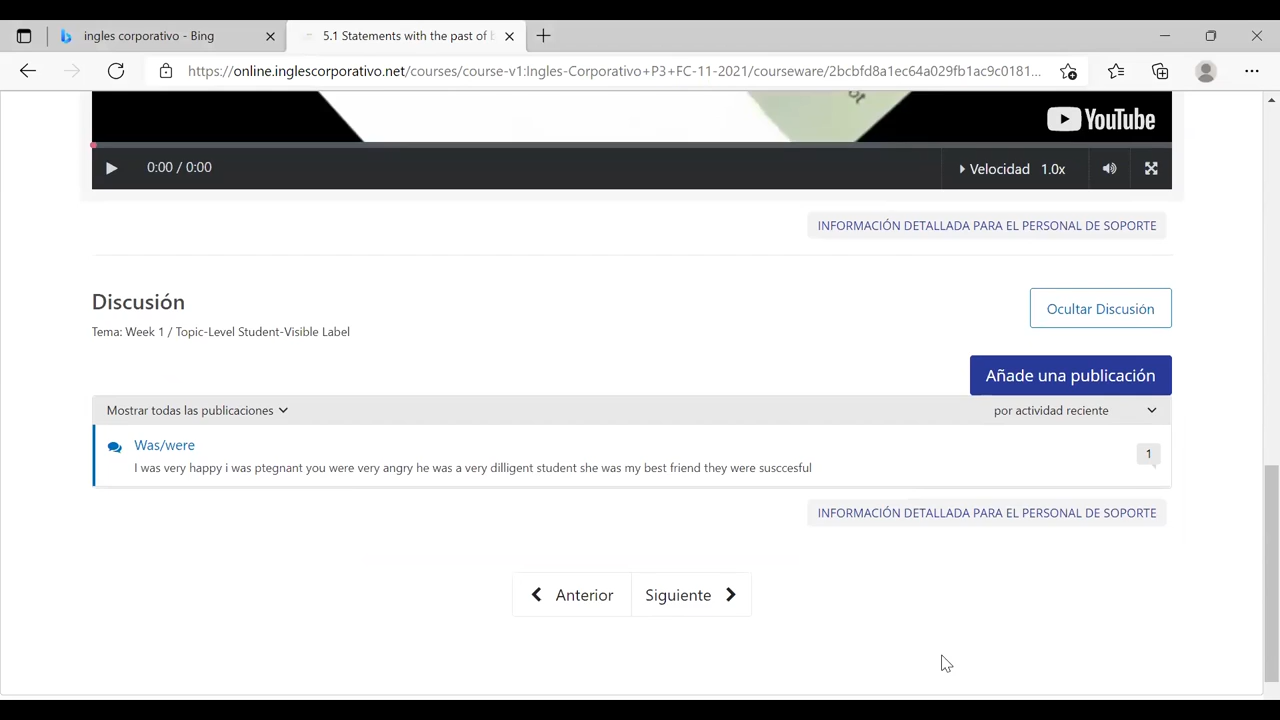 ingles corporativo - Bing
5.1 Statements with the past of b
https://online.inglescorporativo.net/courses/course-v1:Ingles-Corporativo+P3+FC-11-2021/courseware/2bcbfd8a1ec64a029fb1ac9c0181...
or
YouTube
0:00 / 0:00
Velocidad 1.0x
INFORMACIÓN DETALLADA PARA EL PERSONAL DE SOPORTE
Discusión
Ocultar Discusión
Tema: Week 1 / Topic-Level Student-Visible Label
Añade una publicación
Mostrar todas las publicaciones
por actividad reciente
Was/were
I was very happy i was ptegnant you were very angry he was a very dilligent student she was my best friend they were susccesful
1
INFORMACIÓN DETALLADA PARA EL PERSONAL DE SOPORTE
Anterior
Siguiente